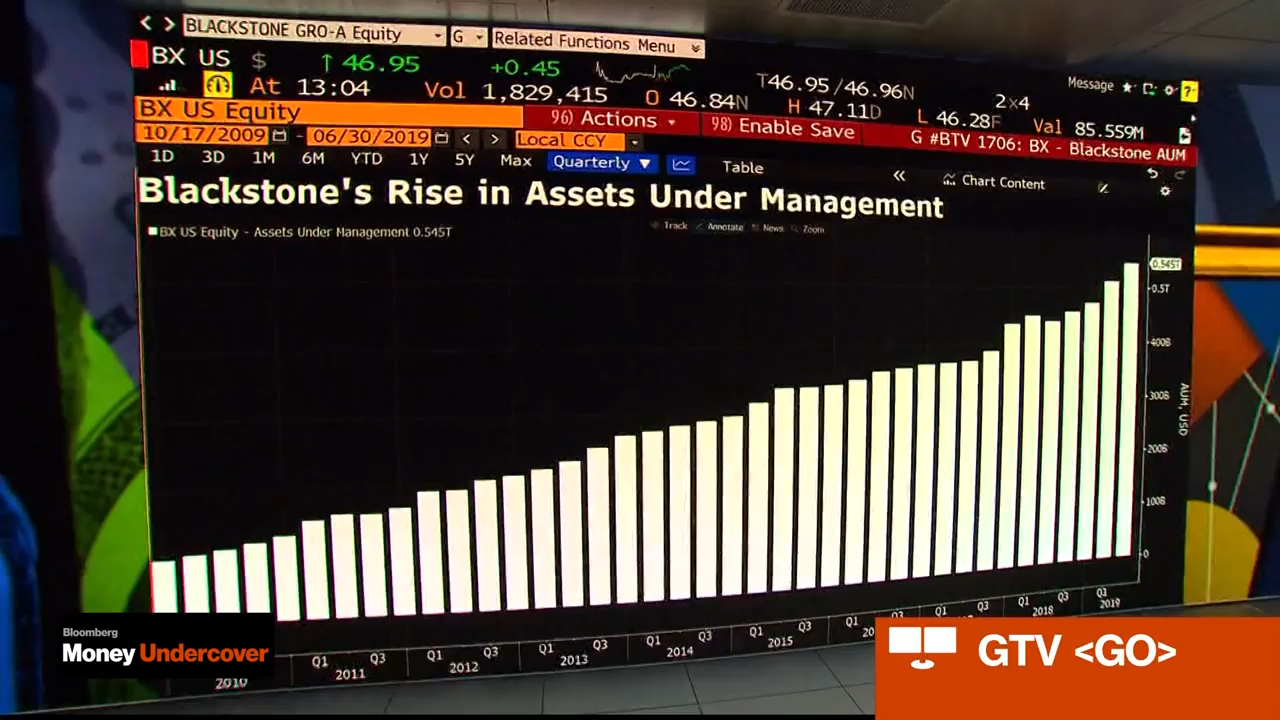 BLACKSTONE GRO-A Equity G Related Functions Menu
BX US $ ↑ 46.95 +0.45 T46.95/46.96N 2x4
Message
At 13:04 Vol 1,829,415 O 46.84N H 47.11D L 46.28F Val 85.559M
BX US Equity 96) Actions 98) Enable Save G #BTV 1706: BX - Blackstone AUM
10/17/2009 - 06/30/2019 Local CCY
1D 3D 1M 6M YTD 1Y 5Y Max Quarterly ▼ Table « Chart Content
Blackstone's Rise in Assets Under Management
BX US Equity - Assets Under Management 0.545T
Track Annotate News Zoom
0.545T
0.5T
400B
300B
200B
100B
0
AUM, USD
Q1 Q3 Q1 Q3 Q1 Q3 Q1 Q3 Q1 Q3 Q1 Q3 Q1 Q3 Q1 Q3 Q1
2010 2011 2012 2013 2014 2015 2018 2019
Bloomberg
Money Undercover
GTV <GO>